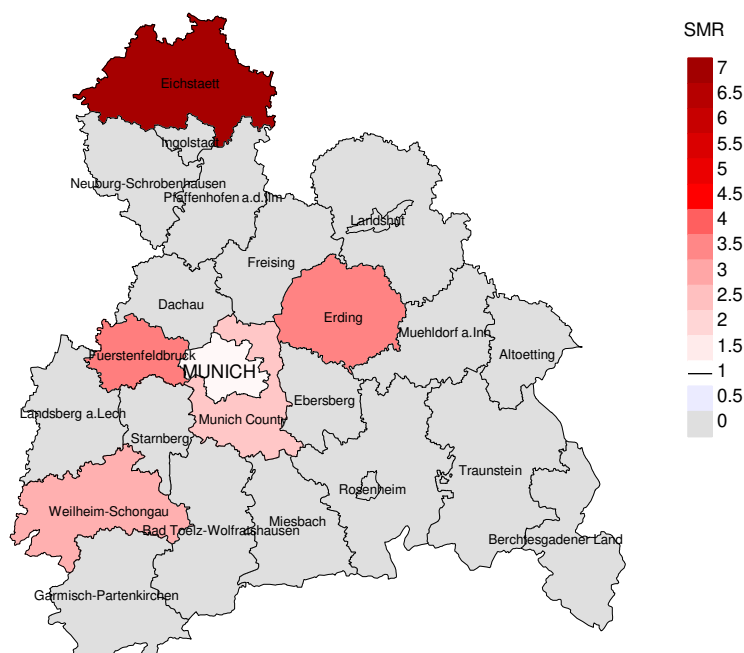 SMR
7
6.5
6
5.5
5
4.5
4
3.5
3
2.5
2
1.5
1
0.5
0
Eichstaett
Ingolstadt
Neuburg-Schrobenhausen
Pfaffenhofen a.d.Ilm
Landshut
Freising
Dachau
Erding
Muehldorf a.Inn
Fuerstenfeldbruck
Altoetting
MUNICH
Ebersberg
Landsberg a.Lech
Munich County
Starnberg
Traunstein
Rosenheim
Weilheim-Schongau
Miesbach
Bad Toelz-Wolfratshausen
Berchtesgadener Land
Garmisch-Partenkirchen